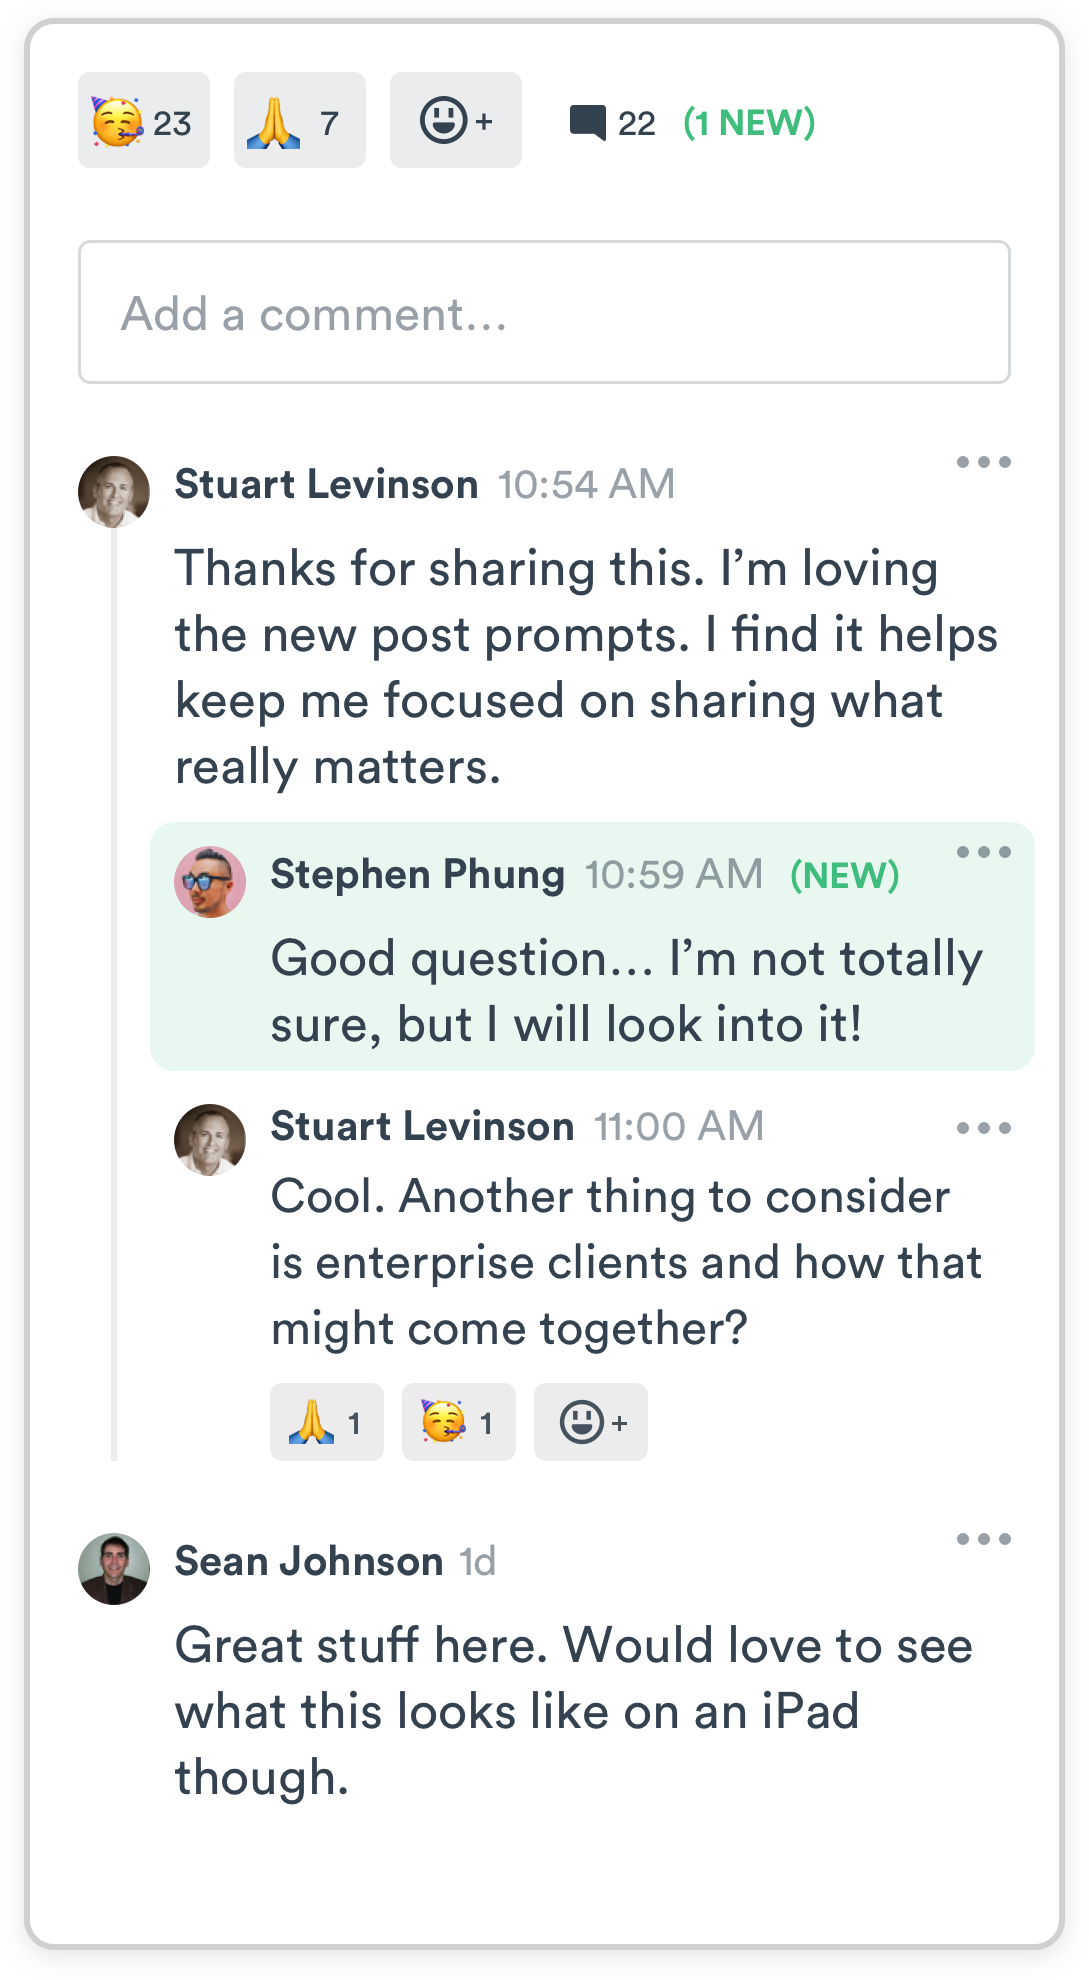 23 7 + 22 (1 NEW)
Add a comment...
Stuart Levinson 10:54 AM
Thanks for sharing this. I’m loving
the new post prompts. I find it helps
keep me focused on sharing what
really matters.
Stephen Phung 10:59 AM (NEW)
Good question... I’m not totally
sure, but I will look into it!
Stuart Levinson 11:00 AM
Cool. Another thing to consider
is enterprise clients and how that
might come together?
1 1 +
Sean Johnson 1d
Great stuff here. Would love to see
what this looks like on an iPad
though.